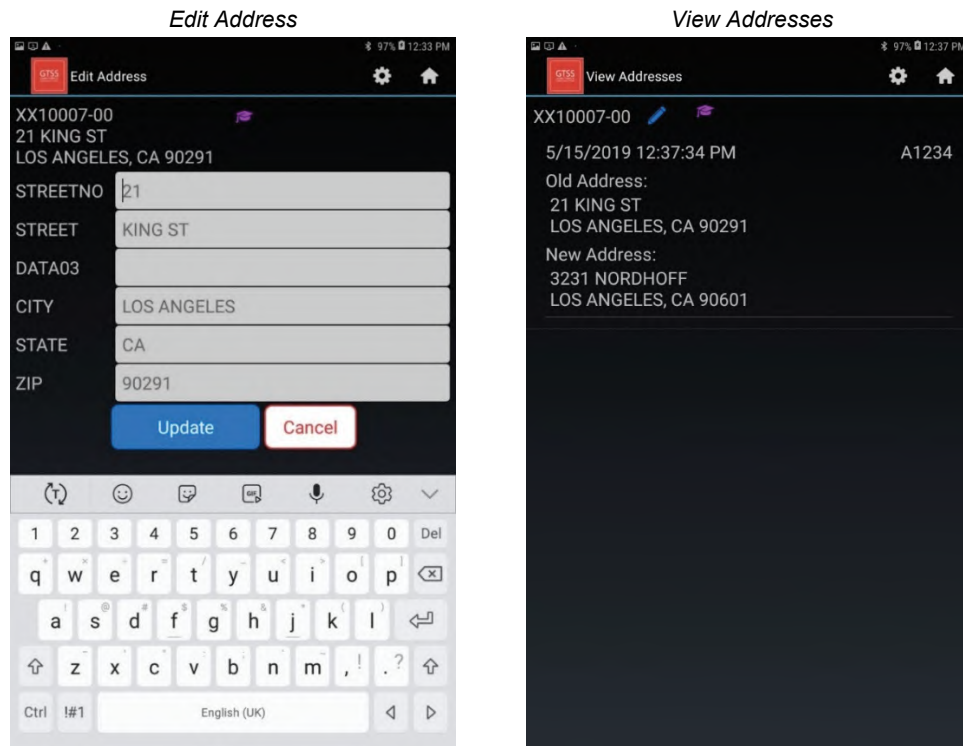 Edit Address
97% 12:33 PM
GTSS
Edit Address
XX10007-00
21 KING ST
LOS ANGELES, CA 90291
STREETNO 21
STREET KING ST
DATA03
CITY LOS ANGELES
STATE CA
ZIP 90291
Update Cancel
T GIF
1 2 3 4 5 6 7 8 9 0 Del
q w e r t y u i o p
a s d f g h j k l
z x c v b n m , ! . ?
Ctrl !#1 English (UK)
View Addresses
97% 12:37 PM
GTSS
View Addresses
XX10007-00
5/15/2019 12:37:34 PM A1234
Old Address:
21 KING ST
LOS ANGELES, CA 90291
New Address:
3231 NORDHOFF
LOS ANGELES, CA 90601